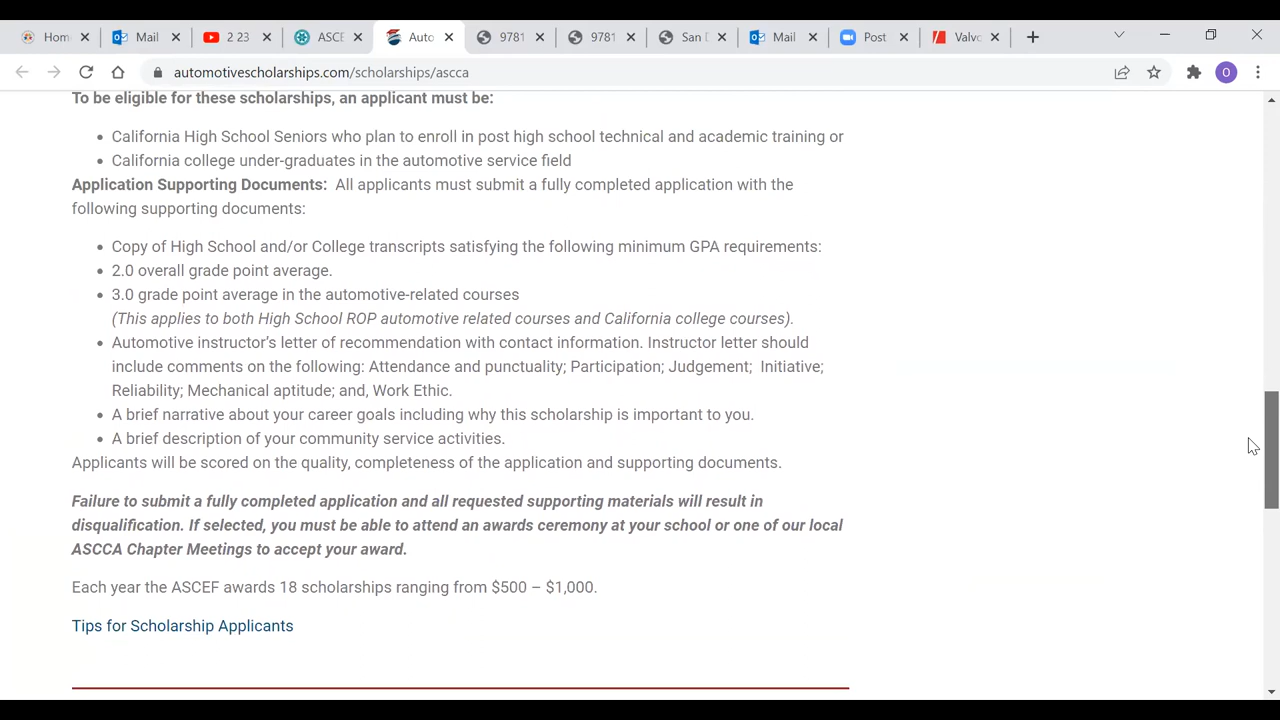 Hom
Mail
2 23
ASCE
Auto
9781
9781
San D
Mail
Post
Valvo
automotivescholarships.com/scholarships/ascca
O
To be eligible for these scholarships, an applicant must be:
California High School Seniors who plan to enroll in post high school technical and academic training or
California college under-graduates in the automotive service field
Application Supporting Documents: All applicants must submit a fully completed application with the
following supporting documents:
Copy of High School and/or College transcripts satisfying the following minimum GPA requirements:
2.0 overall grade point average.
3.0 grade point average in the automotive-related courses
(This applies to both High School ROP automotive related courses and California college courses).
Automotive instructor's letter of recommendation with contact information. Instructor letter should
include comments on the following: Attendance and punctuality; Participation; Judgement; Initiative;
Reliability; Mechanical aptitude; and, Work Ethic.
A brief narrative about your career goals including why this scholarship is important to you.
A brief description of your community service activities.
Applicants will be scored on the quality, completeness of the application and supporting documents.
Failure to submit a fully completed application and all requested supporting materials will result in
disqualification. If selected, you must be able to attend an awards ceremony at your school or one of our local
ASCCA Chapter Meetings to accept your award.
Each year the ASCEF awards 18 scholarships ranging from $500 – $1,000.
Tips for Scholarship Applicants